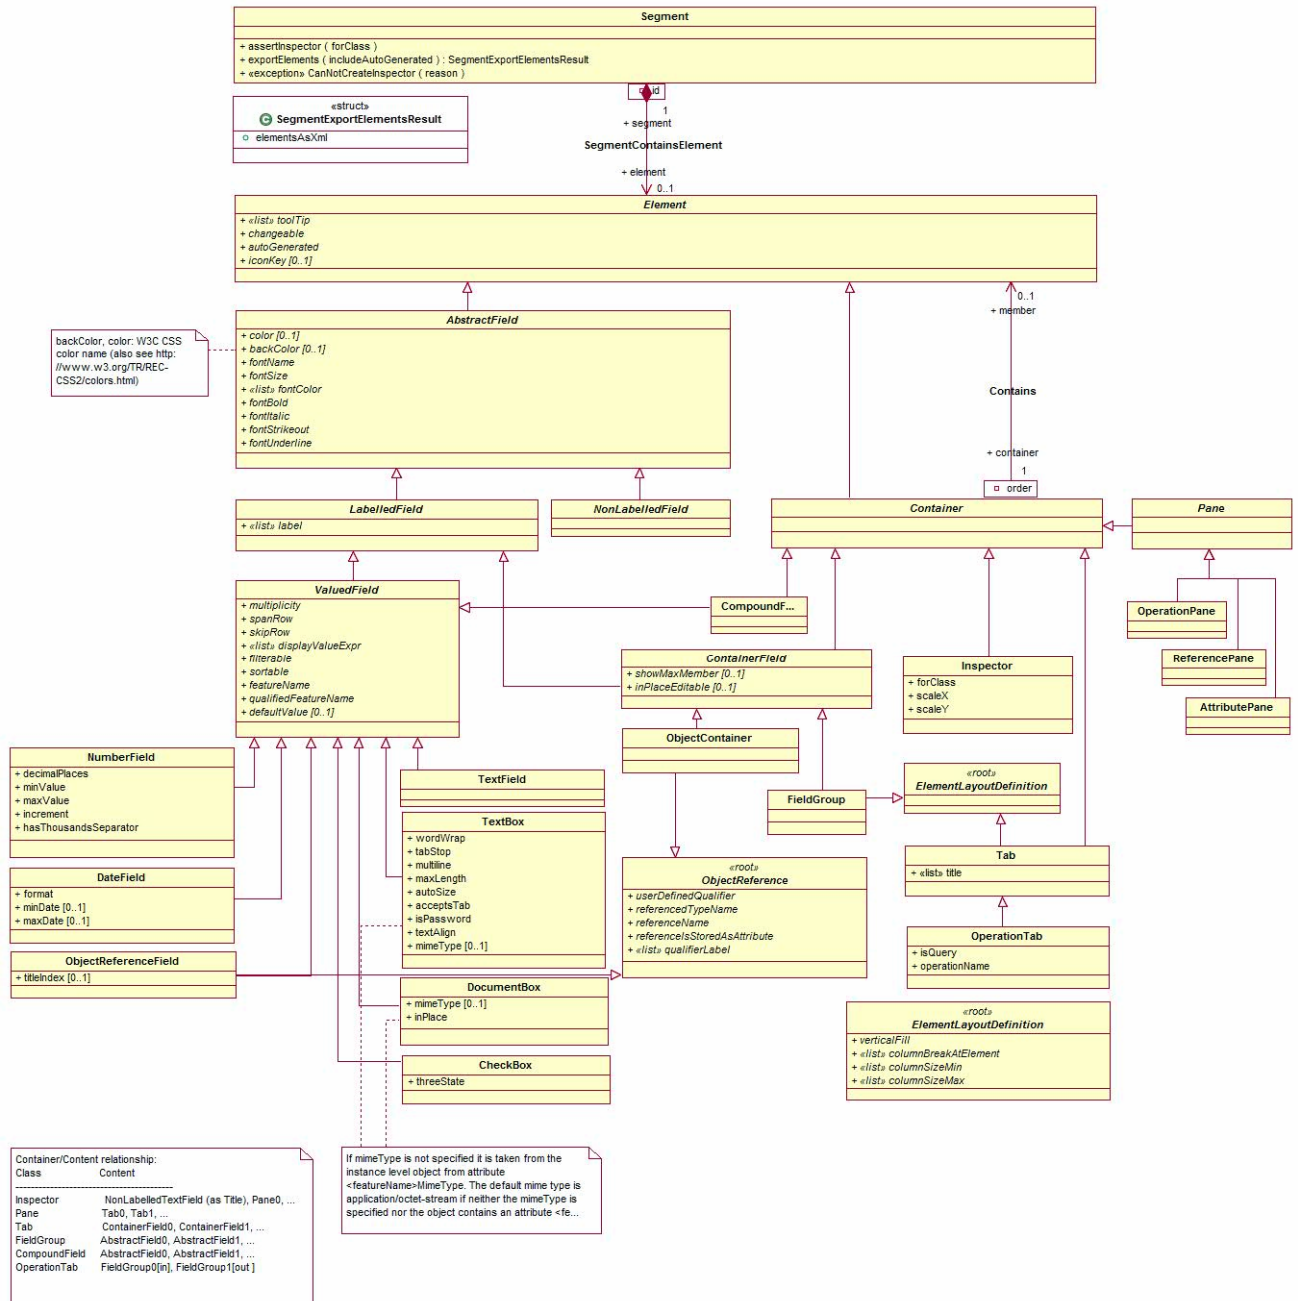 Segment
+ assertInspector ( forClass )
+ exportElements ( includeAutoGenerated ) : SegmentExportElementsResult
+ «exception» CanNotCreateInspector ( reason )
id
«struct»
C SegmentExportElementsResult
elementsAsXml
1
+ segment
SegmentContainsElement
+ element
0..1
Element
+ «list» toolTip
+ changeable
+ autoGenerated
+ iconKey [0..1]
0..1
+ member
Contains
+ container
1
order
AbstractField
+ color [0..1]
+ backColor [0..1]
+ fontName
+ fontSize
+ «list» fontColor
+ fontBold
+ fontItalic
+ fontStrikeout
+ fontUnderline
backColor, color: W3C CSS
color name (also see http:
//www.w3.org/TR/REC-
CSS2/colors.html)
LabelledField
+ «list» label
NonLabelledField
Container
Pane
ValuedField
+ multiplicity
+ spanRow
+ skipRow
+ «list» displayValueExpr
+ filterable
+ sortable
+ featureName
+ qualifiedFeatureName
+ defaultValue [0..1]
CompoundF...
ContainerField
+ showMaxMember [0..1]
+ inPlaceEditable [0..1]
Inspector
+ forClass
+ scaleX
+ scaleY
OperationPane
ReferencePane
AttributePane
NumberField
+ decimalPlaces
+ minValue
+ maxValue
+ increment
+ hasThousandsSeparator
TextField
ObjectContainer
FieldGroup
«root»
ElementLayoutDefinition
TextBox
+ wordWrap
+ tabStop
+ multiline
+ maxLength
+ autoSize
+ acceptsTab
+ isPassword
+ textAlign
+ mimeType [0..1]
DateField
+ format
+ minDate [0..1]
+ maxDate [0..1]
«root»
ObjectReference
+ userDefinedQualifier
+ referencedTypeName
+ referenceName
+ referenceIsStoredAsAttribute
+ «list» qualifierLabel
Tab
+ «list» title
OperationTab
+ isQuery
+ operationName
ObjectReferenceField
+ titleIndex [0..1]
DocumentBox
+ mimeType [0..1]
+ inPlace
«root»
ElementLayoutDefinition
+ verticalFill
+ «list» columnBreakAtElement
+ «list» columnSizeMin
+ «list» columnSizeMax
CheckBox
+ threeState
Container/Content relationship:
Class Content
------------------------------------------
Inspector NonLabelledTextField (as Title), Pane0, ...
Pane Tab0, Tab1, ...
Tab ContainerField0, ContainerField1, ...
FieldGroup AbstractField0, AbstractField1, ...
CompoundField AbstractField0, AbstractField1, ...
OperationTab FieldGroup0[in], FieldGroup1[out ]
If mimeType is not specified it is taken from the
instance level object from attribute
<featureName>MimeType. The default mime type is
application/octet-stream if neither the mimeType is
specified nor the object contains an attribute <fe...